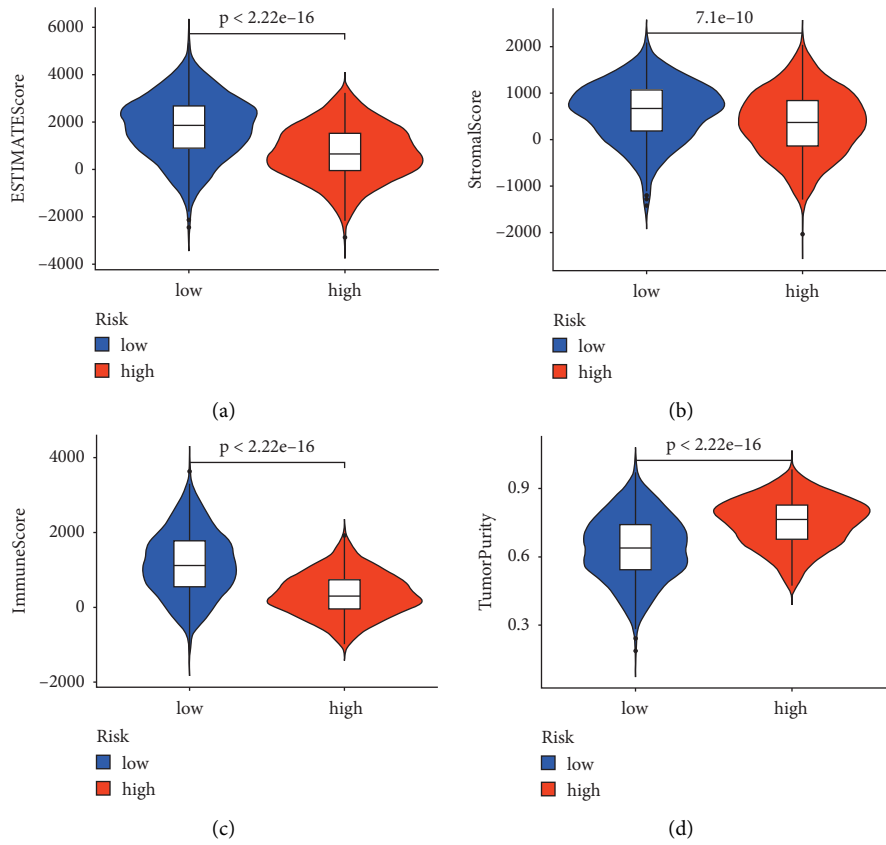 p < 2.22e–16
6000
4000
2000
0
–2000
–4000
ESTIMATEScore
low
high
Risk
low
high
(a)
7.1e–10
2000
1000
0
–1000
–2000
StromalScore
low
high
Risk
low
high
(b)
p < 2.22e–16
4000
2000
0
–2000
ImmuneScore
low
high
Risk
low
high
(c)
p < 2.22e–16
0.9
0.6
0.3
TumorPurity
low
high
Risk
low
high
(d)